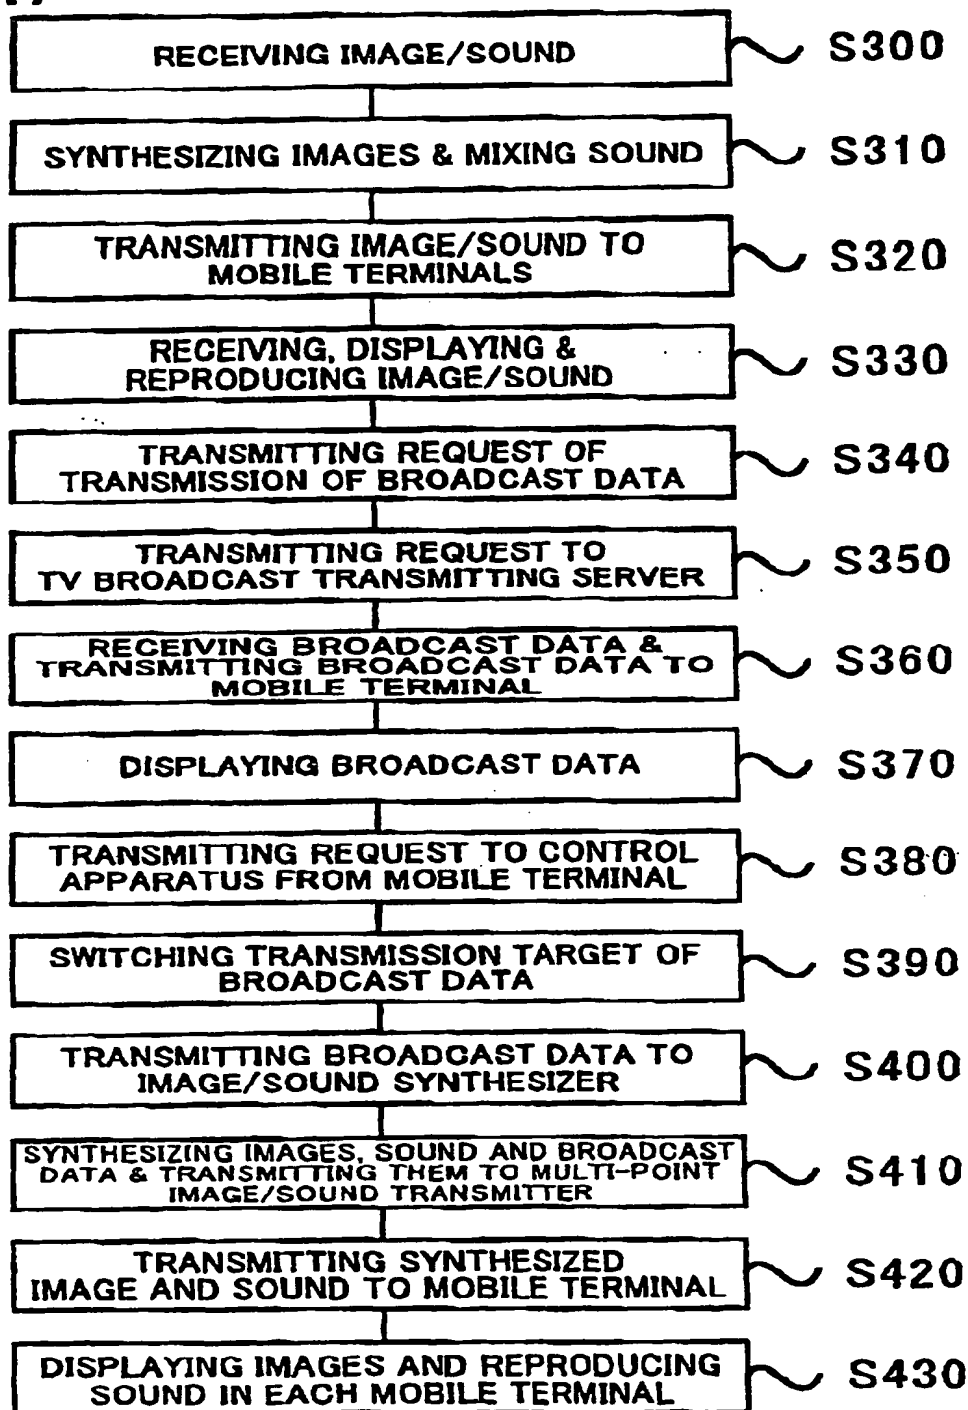 RECEIVING IMAGE/SOUND
S300
SYNTHESIZING IMAGES & MIXING SOUND
S310
TRANSMITTING IMAGE/SOUND TO
MOBILE TERMINALS
S320
RECEIVING, DISPLAYING &
REPRODUCING IMAGE/SOUND
S330
TRANSMITTING REQUEST OF
TRANSMISSION OF BROADCAST DATA
S340
TRANSMITTING REQUEST TO
TV BROADCAST TRANSMITTING SERVER
S350
RECEIVING BROADCAST DATA &
TRANSMITTING BROADCAST DATA TO
MOBILE TERMINAL
S360
DISPLAYING BROADCAST DATA
S370
TRANSMITTING REQUEST TO CONTROL
APPARATUS FROM MOBILE TERMINAL
S380
SWITCHING TRANSMISSION TARGET OF
BROADCAST DATA
S390
TRANSMITTING BROADCAST DATA TO
IMAGE/SOUND SYNTHESIZER
S400
SYNTHESIZING IMAGES, SOUND AND BROADCAST
DATA & TRANSMITTING THEM TO MULTI-POINT
IMAGE/SOUND TRANSMITTER
S410
TRANSMITTING SYNTHESIZED
IMAGE AND SOUND TO MOBILE TERMINAL
S420
DISPLAYING IMAGES AND REPRODUCING
SOUND IN EACH MOBILE TERMINAL
S430